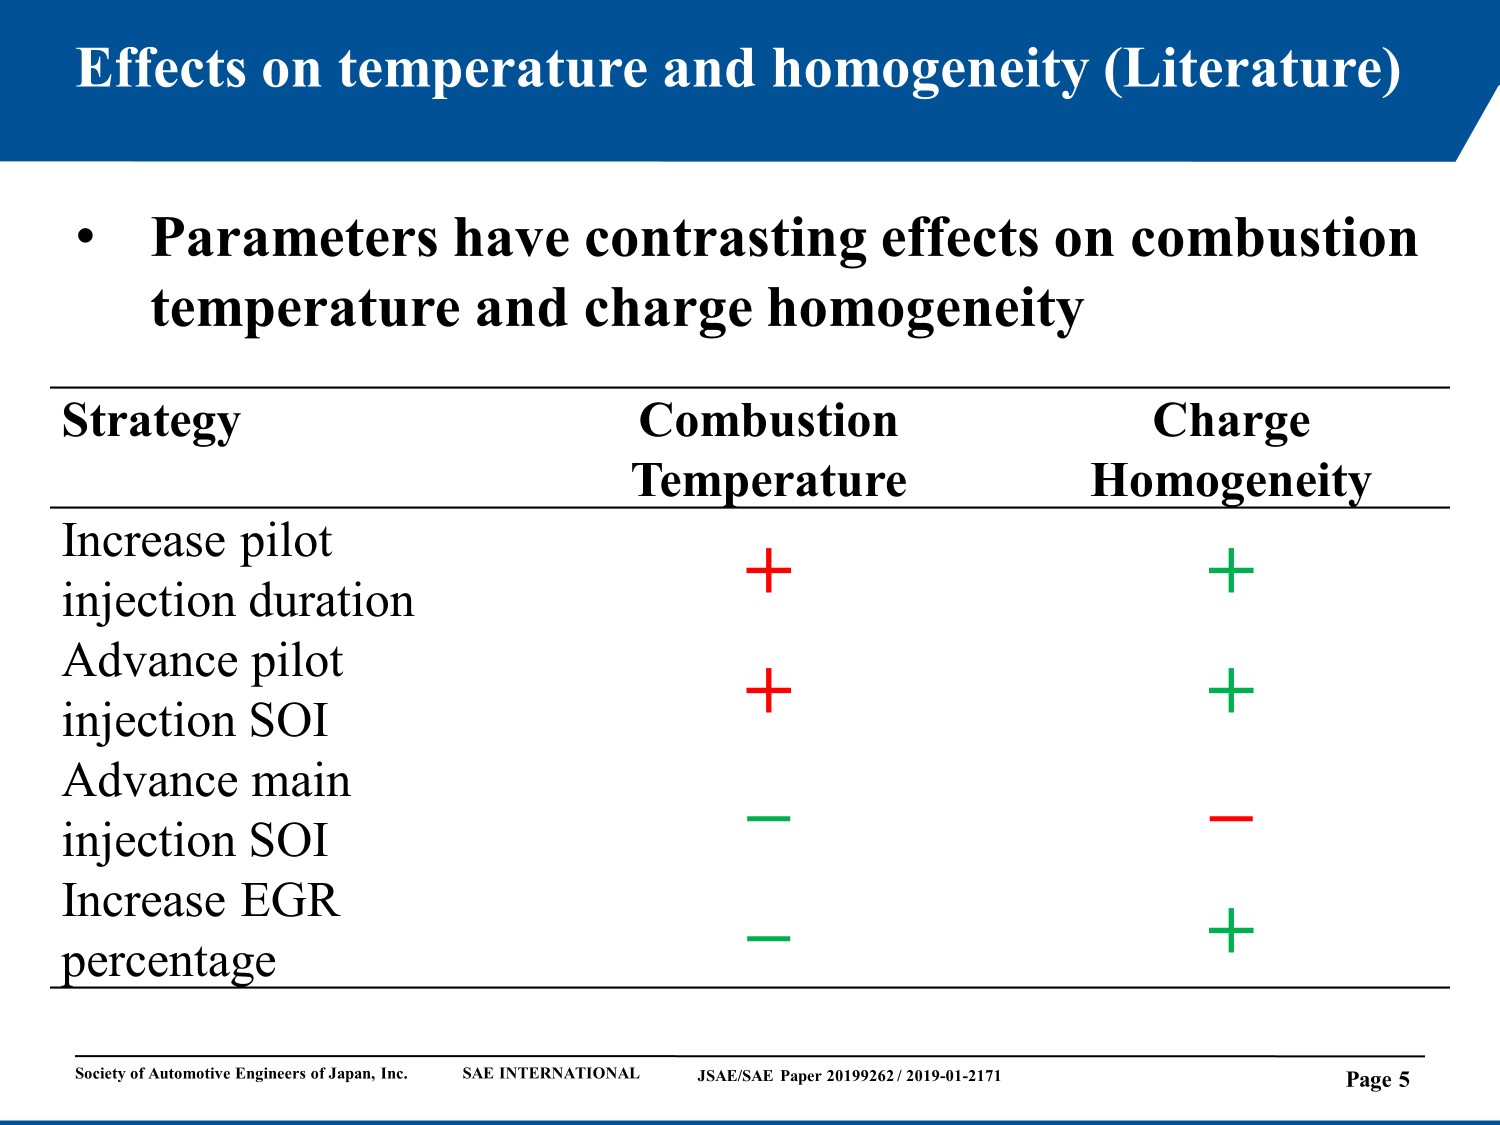 Effects on temperature and homogeneity (Literature)
• Parameters have contrasting effects on combustion
temperature and charge homogeneity
Strategy Combustion Temperature Charge Homogeneity
Increase pilot injection duration + +
Advance pilot injection SOI + +
Advance main injection SOI – –
Increase EGR percentage – +
Society of Automotive Engineers of Japan, Inc. SAE INTERNATIONAL JSAE/SAE Paper 20199262 / 2019-01-2171 Page 5